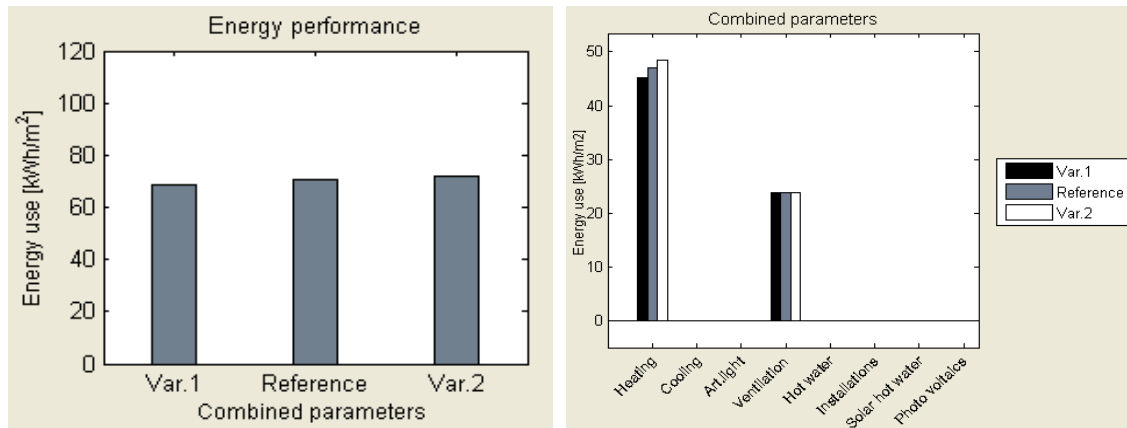 Energy performance
Energy use [kWh/m²]
120
100
80
60
40
20
0
Var.1 Reference Var.2
Combined parameters
Combined parameters
Energy use [kWh/m2]
50
40
30
20
10
0
Heating
Cooling
Art.light
Ventilation
Hot water
Installations
Solar hot water
Photo voltaics
Var.1
Reference
Var.2